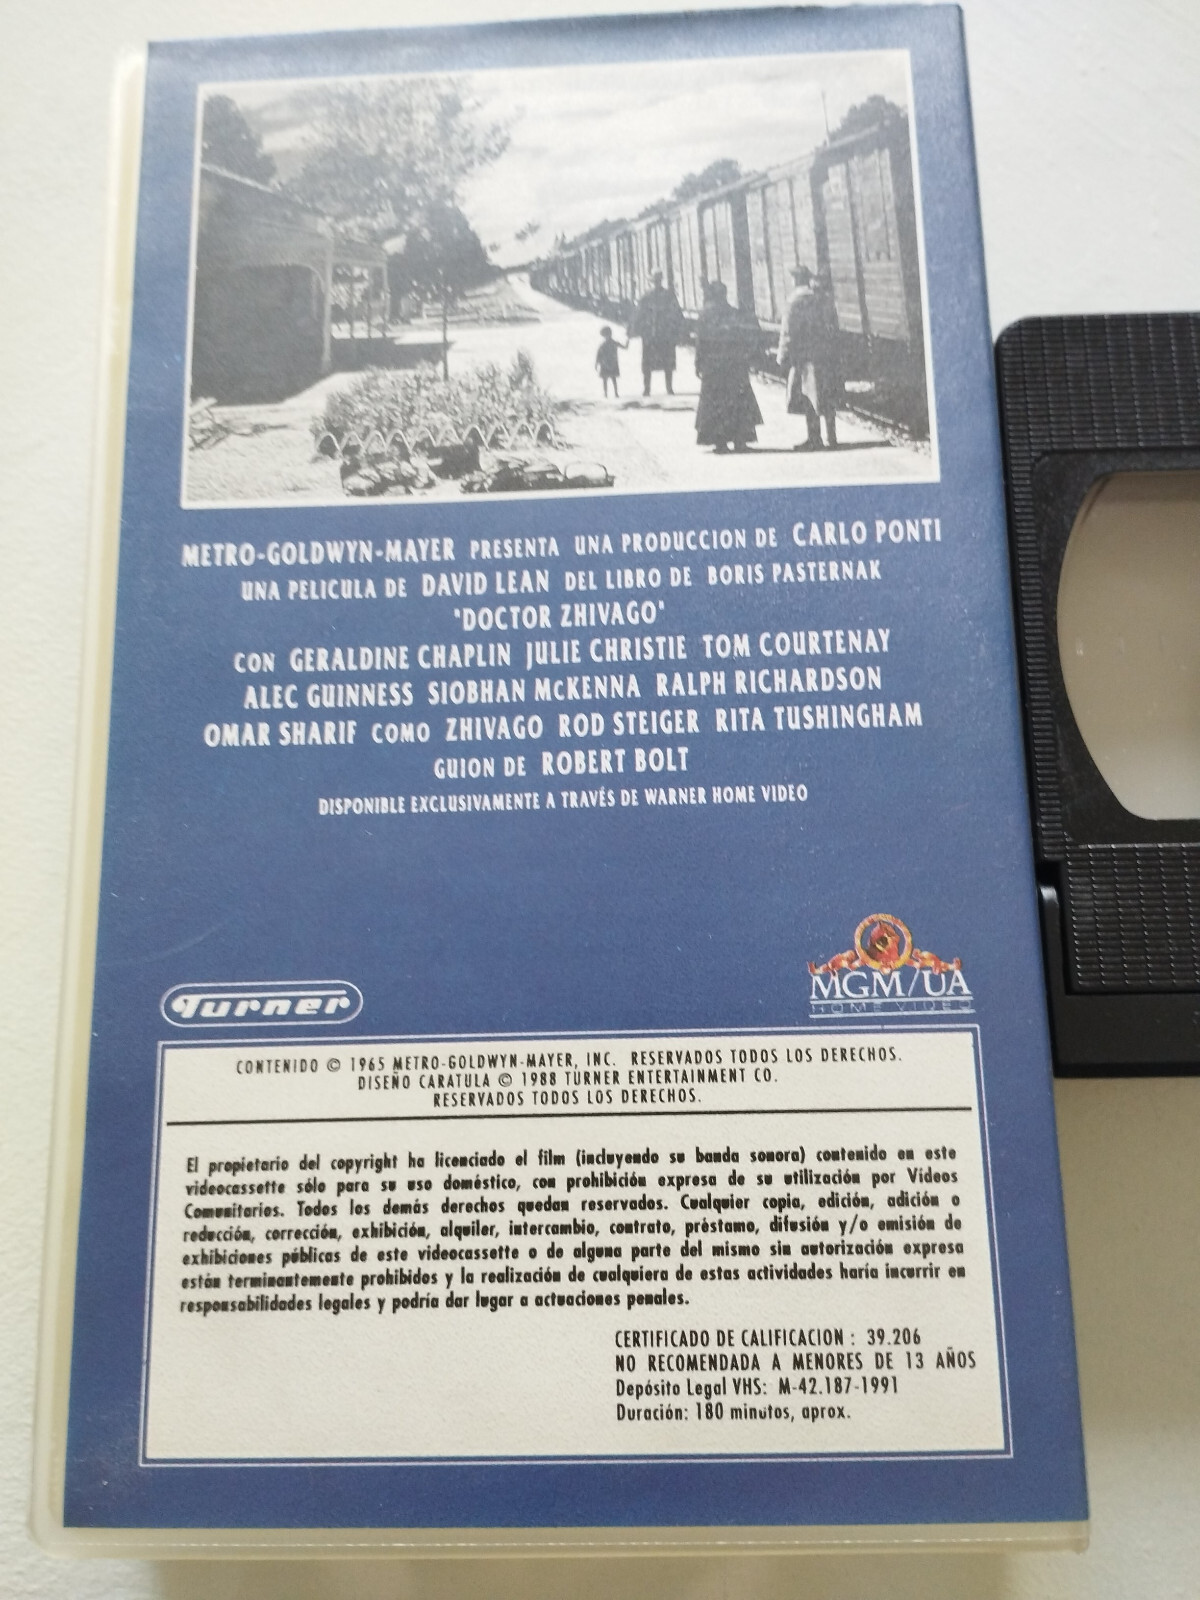 METRO-GOLDWYN-MAYER PRESENTA UNA PRODUCCION DE CARLO PONTI
UNA PELICULA DE DAVID LEAN DEL LIBRO DE BORIS PASTERNAK
"DOCTOR ZHIVAGO"
CON GERALDINE CHAPLIN JULIE CHRISTIE TOM COURTENAY
ALEC GUINNESS SIOBHAN McKENNA RALPH RICHARDSON
OMAR SHARIF COMO ZHIVAGO ROD STEIGER RITA TUSHINGHAM
GUION DE ROBERT BOLT
DISPONIBLE EXCLUSIVAMENTE A TRAVÉS DE WARNER HOME VIDEO
Turner
MGM/UA
HOME VIDEO
CONTENIDO © 1965 METRO-GOLDWYN-MAYER, INC. RESERVADOS TODOS LOS DERECHOS.
DISEÑO CARATULA © 1988 TURNER ENTERTAINMENT CO.
RESERVADOS TODOS LOS DERECHOS.
El propietario del copyright ha licenciado el film (incluyendo su banda sonora) contenido en este
videocassette sólo para su uso doméstico, con prohibición expresa de su utilización por Vídeos
Comunitarios. Todos los demás derechos quedan reservados. Cualquier copia, edición, adición o
reducción, corrección, exhibición, alquiler, intercambio, contrato, préstamo, difusión y/o emisión de
exhibiciones públicas de este videocassette o de alguna parte del mismo sin autorización expresa
están terminantemente prohibidos y la realización de cualquiera de estas actividades haría incurrir en
responsabilidades legales y podría dar lugar a actuaciones penales.
CERTIFICADO DE CALIFICACION : 39.206
NO RECOMENDADA A MENORES DE 13 AÑOS
Depósito Legal VHS: M-42.187-1991
Duración: 180 minutos, aprox.